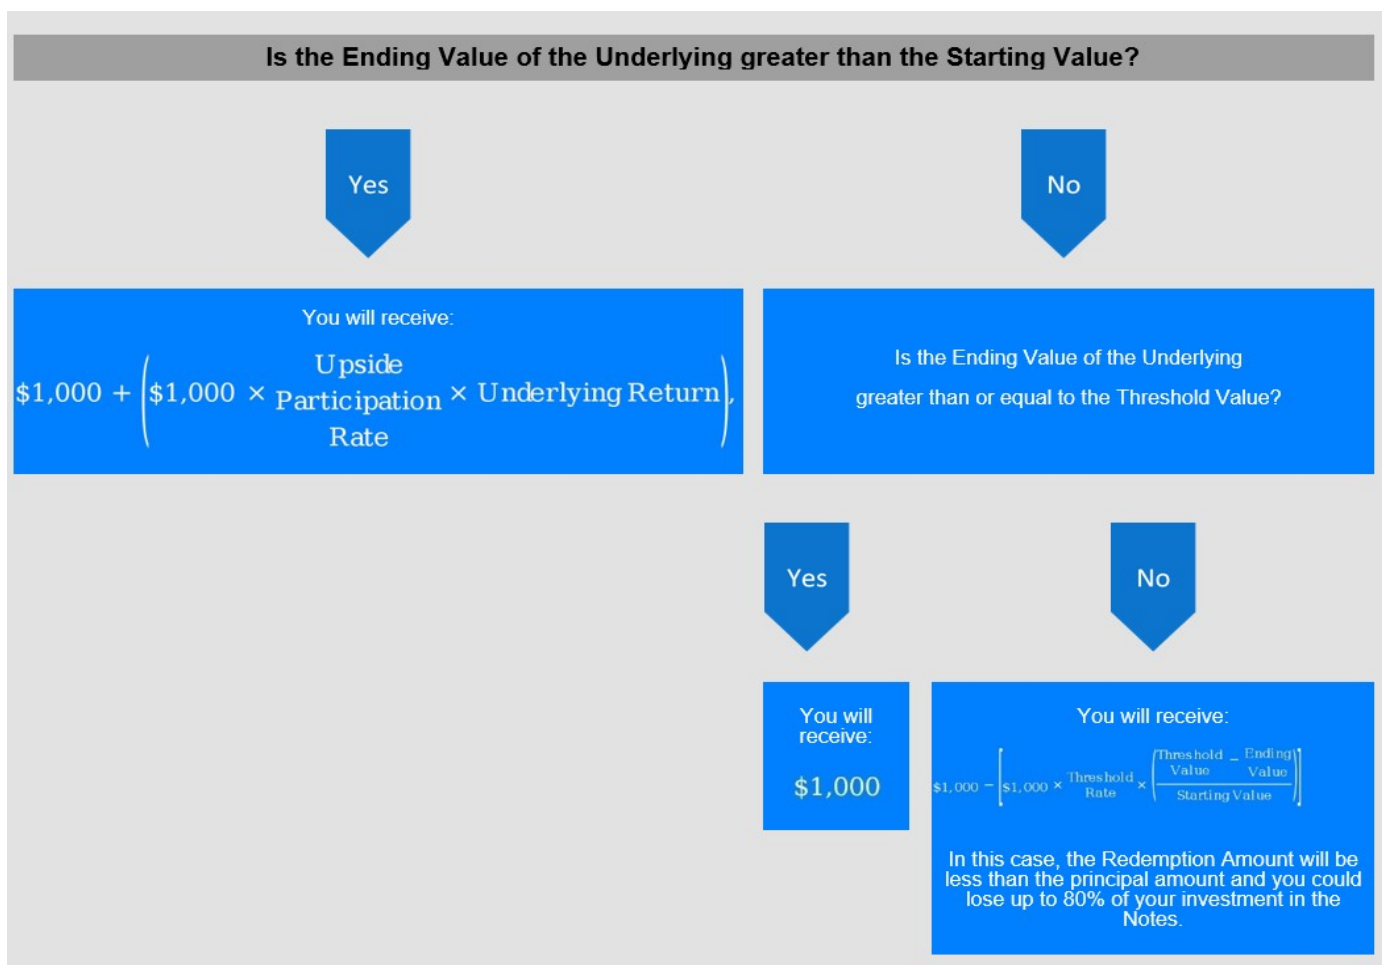 Is the Ending Value of the Underlying greater than the Starting Value?
Yes
No
You will receive:
$1,000 + ($1,000 × Upside Participation Rate × Underlying Return),
Is the Ending Value of the Underlying
greater than or equal to the Threshold Value?
Yes
No
You will
receive:
$1,000
You will receive:
$1,000 − [$1,000 × Threshold Rate × ((Threshold Value − Ending Value) / Starting Value)]
In this case, the Redemption Amount will be
less than the principal amount and you could
lose up to 80% of your investment in the
Notes.